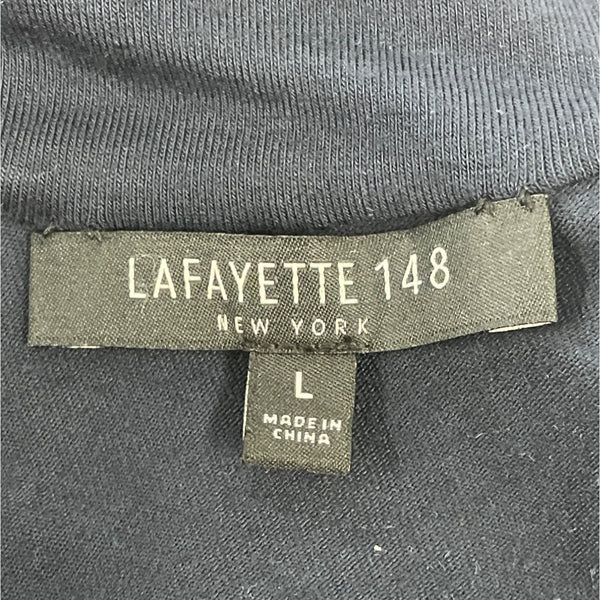 LAFAYETTE 148
NEW YORK
L
MADE IN
CHINA